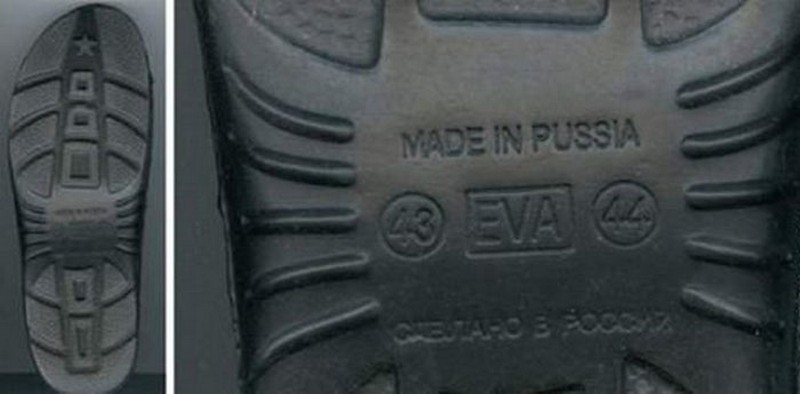 MADE IN PUSSIA
43 EVA 44
СДЕЛАНО В РОССИИ